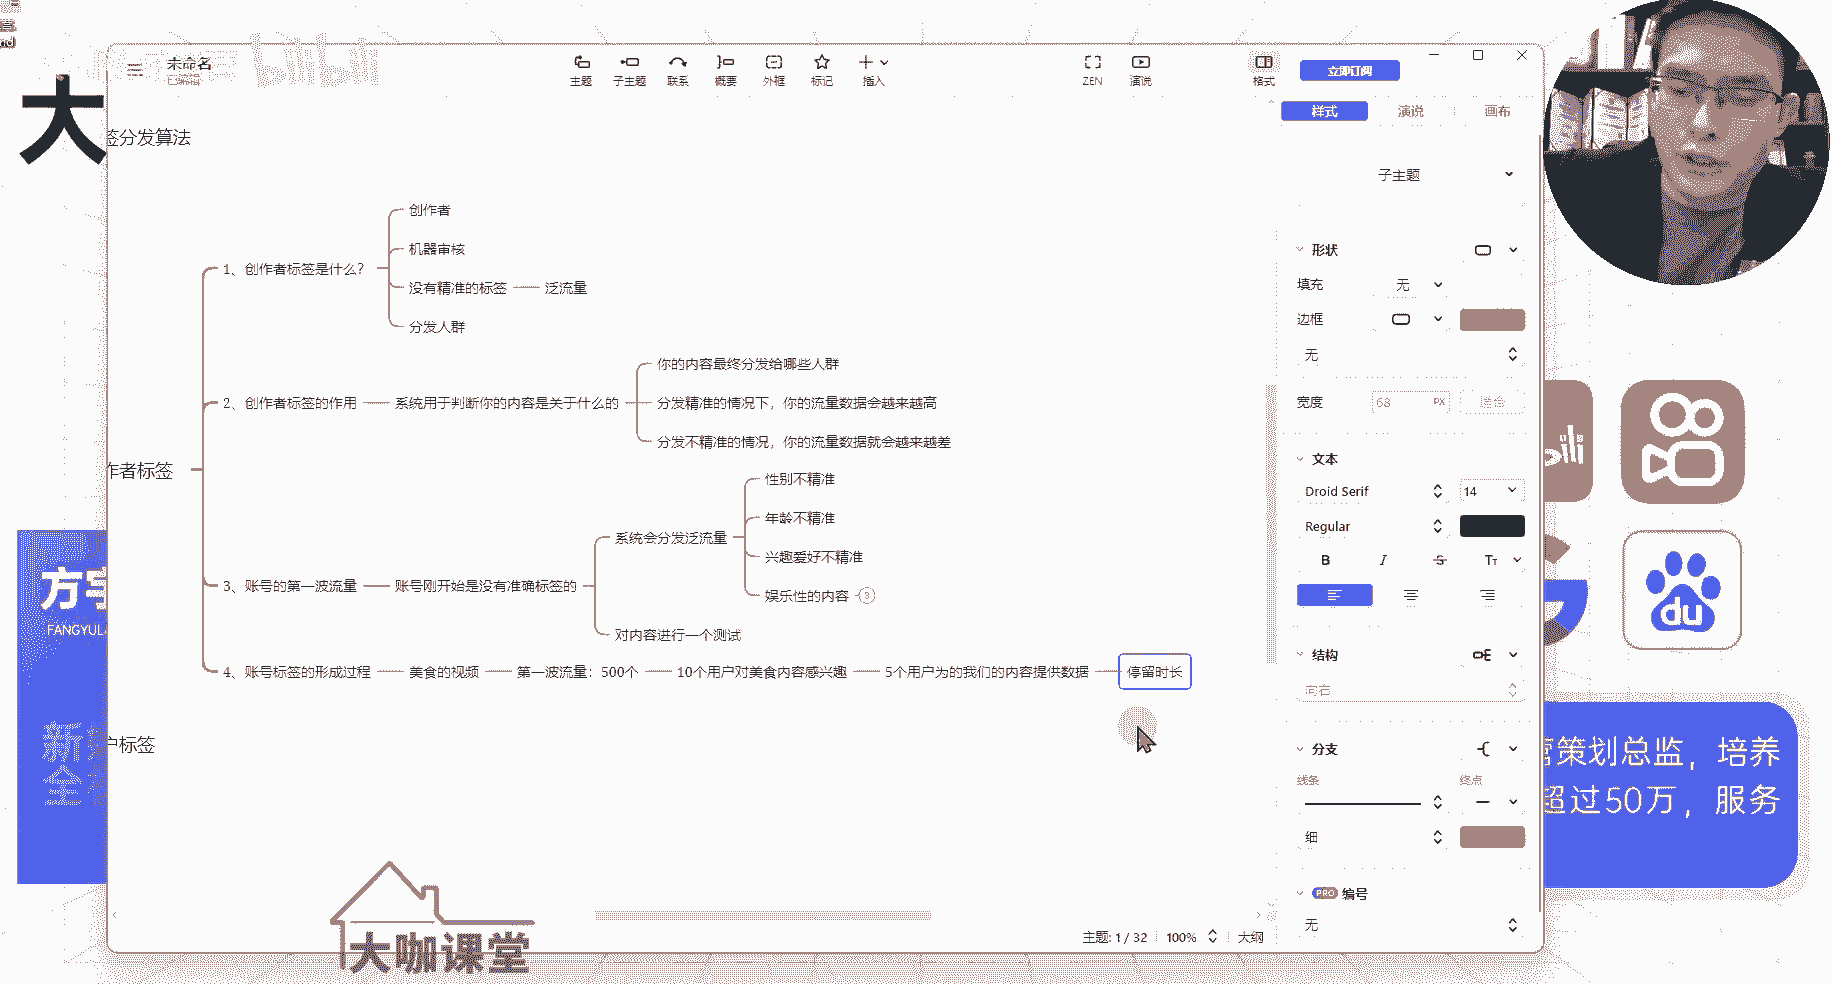 未命名
已编辑
bilibili
主题
子主题
联系
概要
外框
标记
插入
ZEN
演说
格式
立即订阅
样式
演说
画布
大
签分发算法
子主题
创作者
机器审核
1、创作者标签是什么?
没有精准的标签
泛流量
分发人群
形状
填充
无
边框
无
你的内容最终分发给哪些人群
2、创作者标签的作用
系统用于判断你的内容是关于什么的
分发精准的情况下,你的流量数据会越来越高
分发不精准的情况,你的流量数据就会越来越差
宽度
68
PX
文本
Droid Serif
14
Regular
B
I
S
作者标签
性别不精准
年龄不精准
系统会分发泛流量
兴趣爱好不精准
3、账号的第一波流量
账号刚开始是没有准确标签的
娱乐性的内容
3
对内容进行一个测试
4、账号标签的形成过程
美食的视频
第一波流量:500个
10个用户对美食内容感兴趣
5个用户为的我们的内容提供数据
停留时长
结构
向右
户标签
分支
线条
终点
细
PRO
编号
无
主题: 1 / 32
100%
大纲
FANGYUL
du
营策划总监,培养
超过50万,服务
大咖课堂